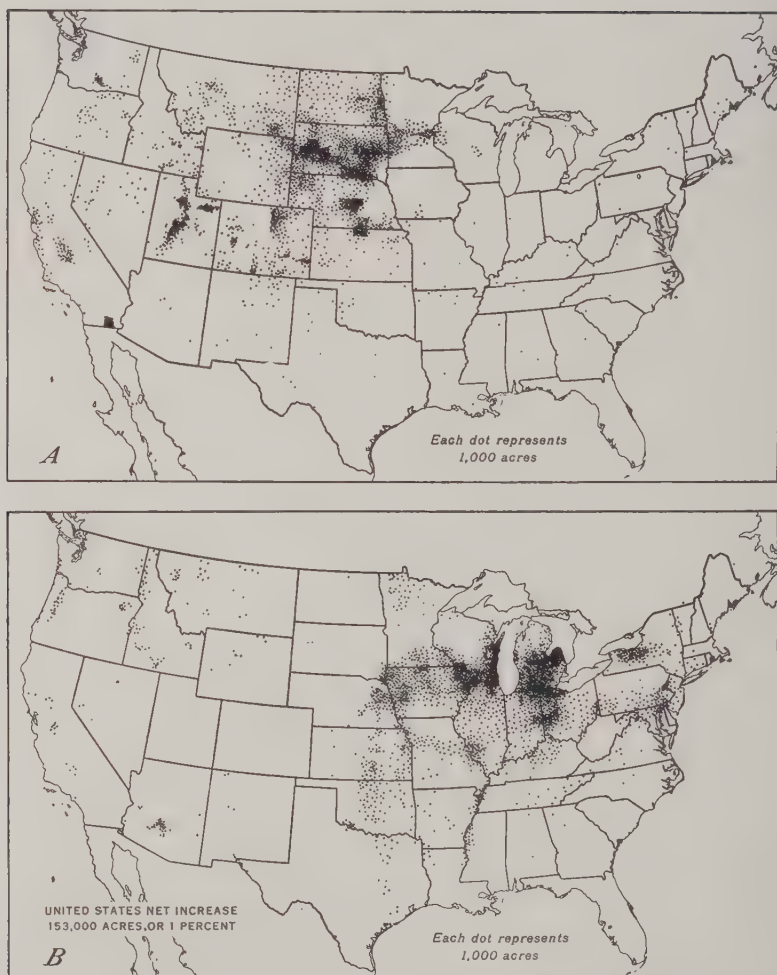 Each dot represents
1,000 acres
A
UNITED STATES NET INCREASE
153,000 ACRES, OR 1 PERCENT
Each dot represents
1,000 acres
B